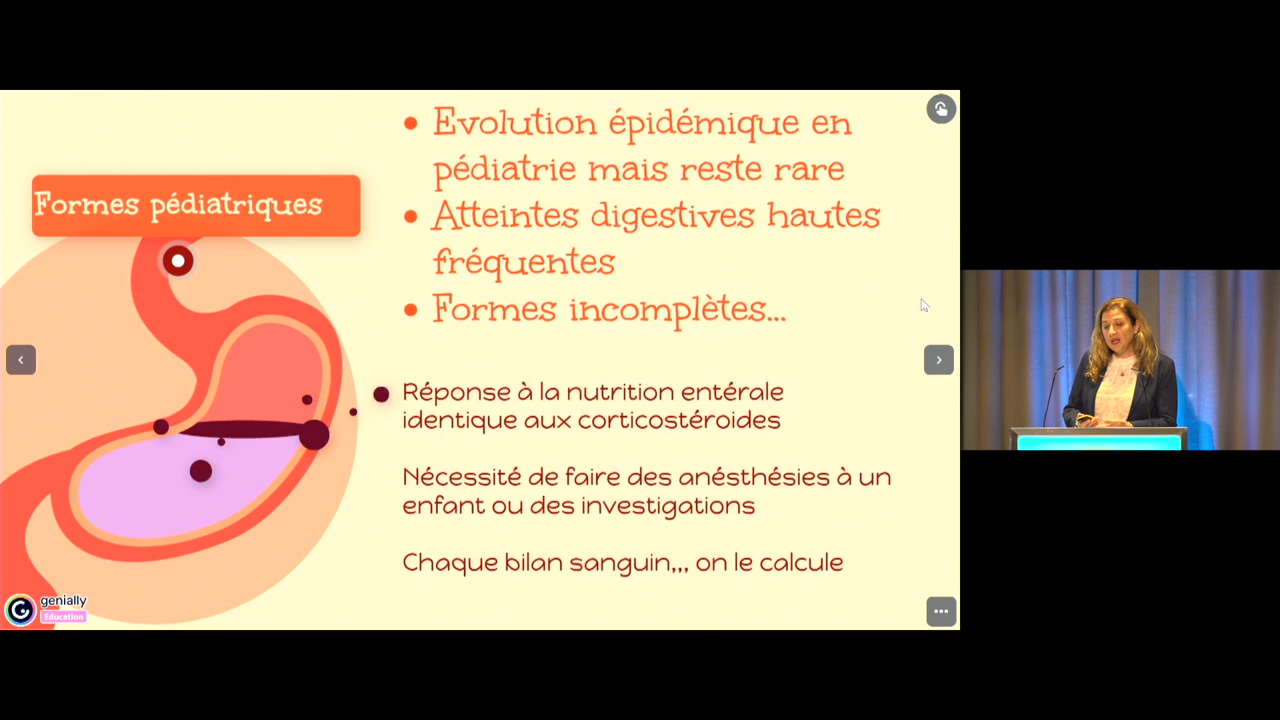 Formes pédiatriques
• Evolution épidémique en
pédiatrie mais reste rare
• Atteintes digestives hautes
fréquentes
• Formes incomplètes...
Réponse à la nutrition entérale
identique aux corticostéroides
Nécessité de faire des anésthésies à un
enfant ou des investigations
Chaque bilan sanguin,,, on le calcule
genially
Education